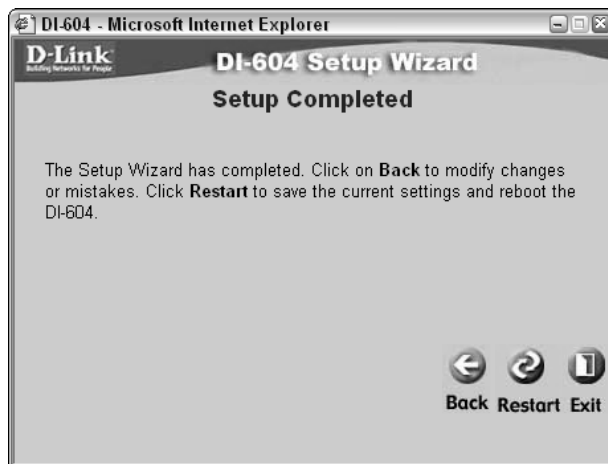 DI-604 - Microsoft Internet Explorer
D-Link
Building Networks for People
DI-604 Setup Wizard
Setup Completed
The Setup Wizard has completed. Click on Back to modify changes
or mistakes. Click Restart to save the current settings and reboot the
DI-604.
Back Restart Exit